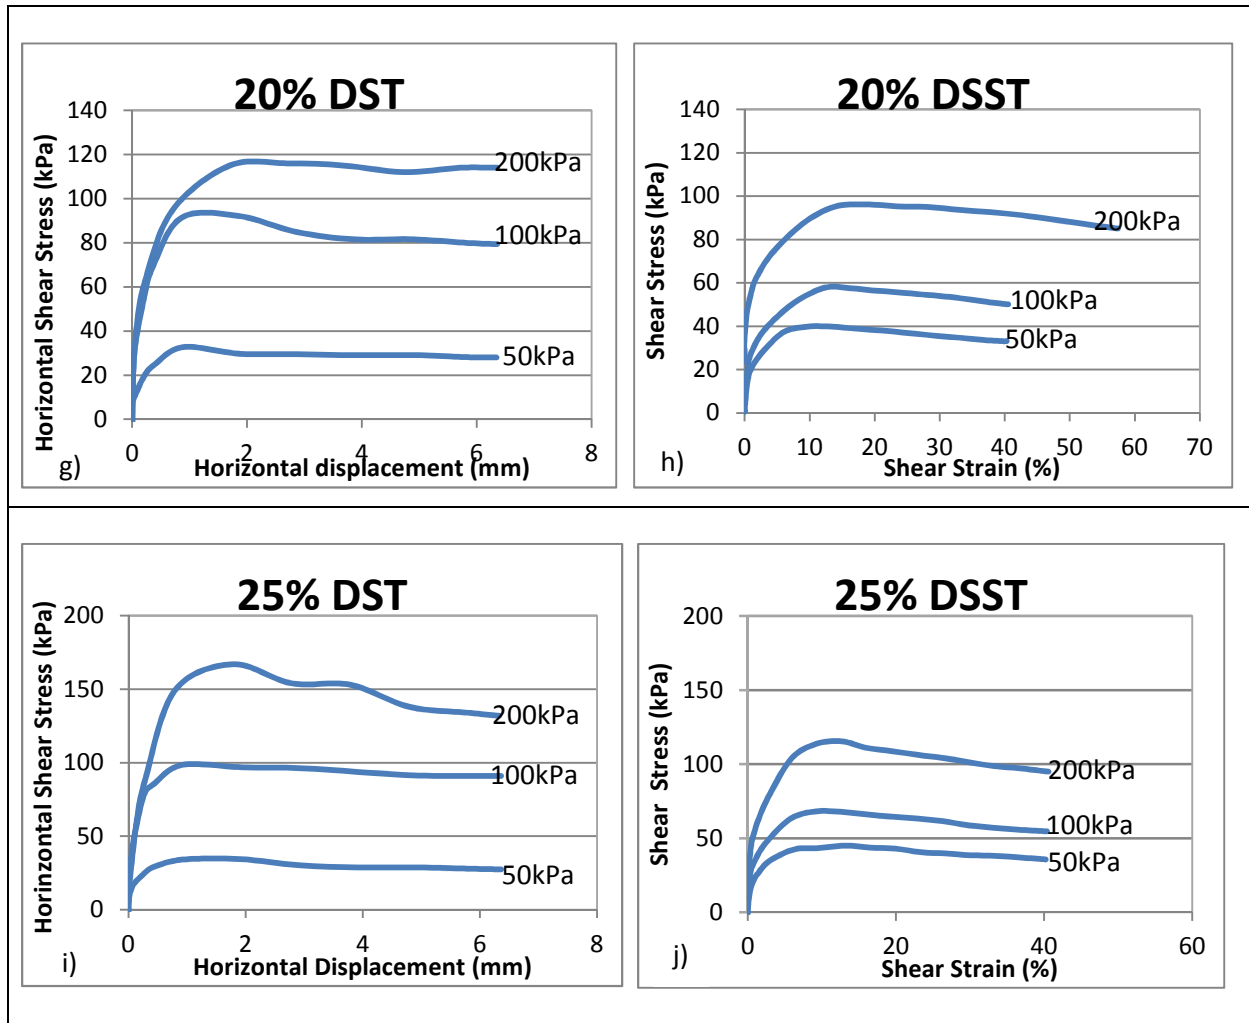 20% DST
Horizontal Shear Stress (kPa)
140
120
100
80
60
40
20
0
200kPa
100kPa
50kPa
0 2 4 6 8
Horizontal displacement (mm)
g)
20% DSST
Shear Stress (kPa)
140
120
100
80
60
40
20
0
200kPa
100kPa
50kPa
0 10 20 30 40 50 60 70
Shear Strain (%)
h)
25% DST
Horinzontal Shear Stress (kPa)
200
150
100
50
0
200kPa
100kPa
50kPa
0 2 4 6 8
Horizontal Displacement (mm)
i)
25% DSST
Shear Stress (kPa)
200
150
100
50
0
200kPa
100kPa
50kPa
0 20 40 60
Shear Strain (%)
j)